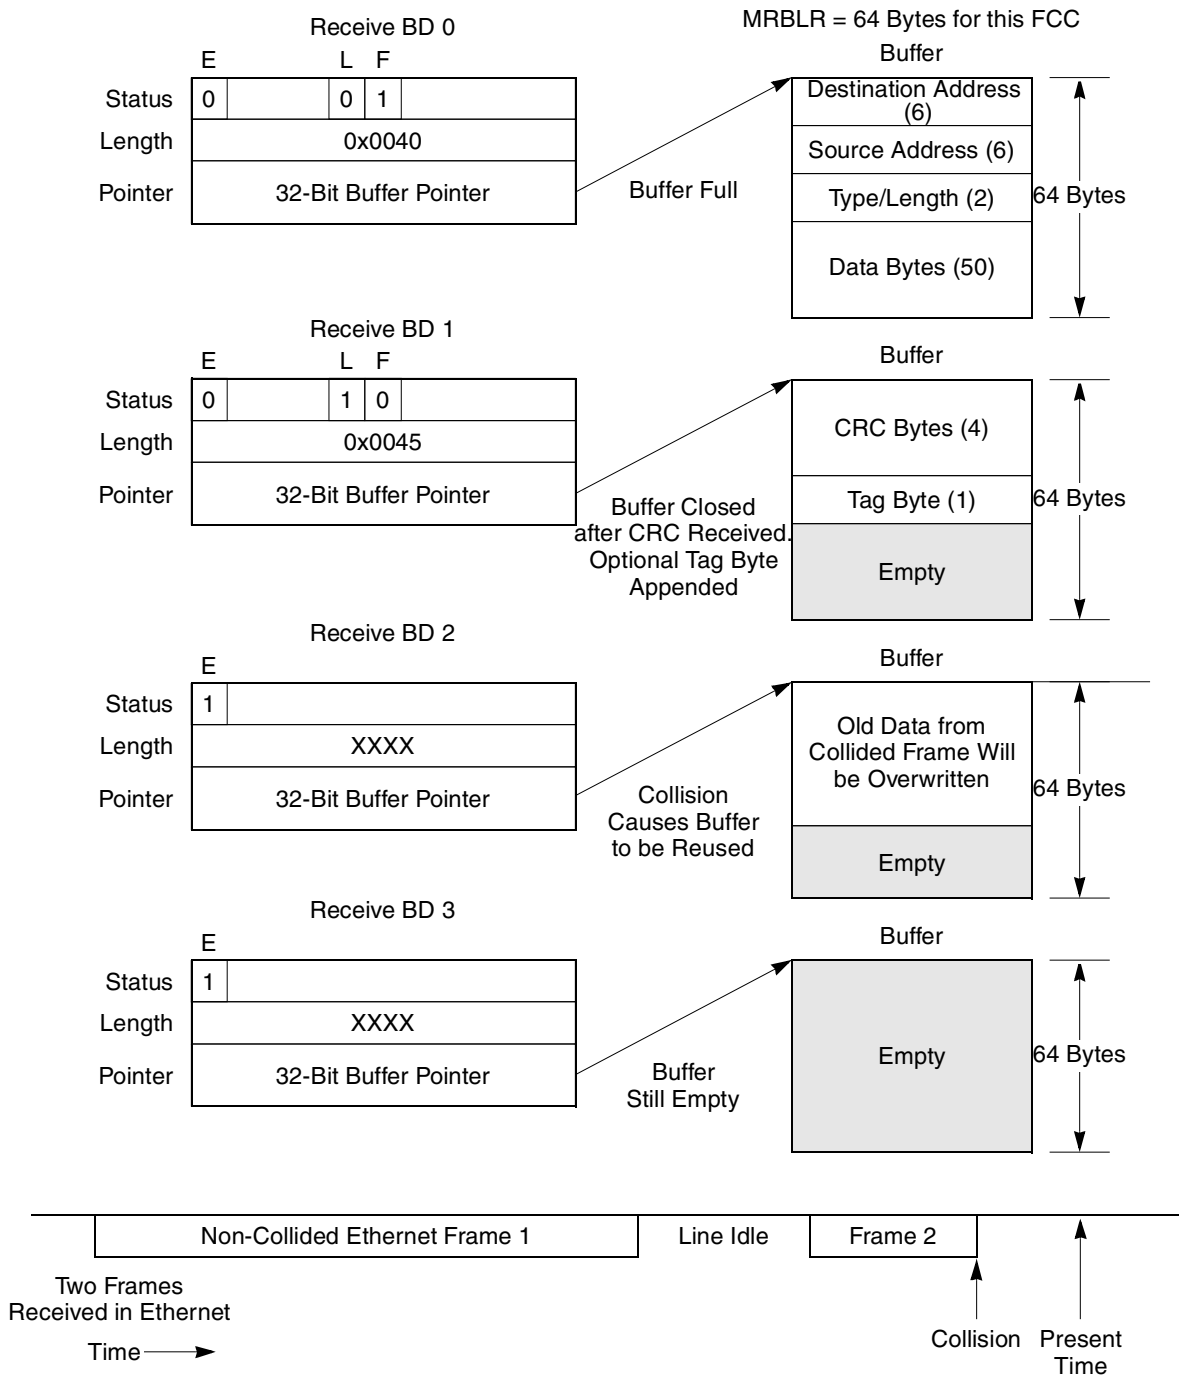 MRBLR = 64 Bytes for this FCC
Receive BD 0
Buffer
E L F
Status 0 0 1
Length 0x0040
Pointer 32-Bit Buffer Pointer
Buffer Full
Destination Address
(6)
Source Address (6)
Type/Length (2)
Data Bytes (50)
64 Bytes
Receive BD 1
Buffer
E L F
Status 0 1 0
Length 0x0045
Pointer 32-Bit Buffer Pointer
Buffer Closed
after CRC Received.
Optional Tag Byte
Appended
CRC Bytes (4)
Tag Byte (1)
Empty
64 Bytes
Receive BD 2
Buffer
E
Status 1
Length XXXX
Pointer 32-Bit Buffer Pointer
Collision
Causes Buffer
to be Reused
Old Data from
Collided Frame Will
be Overwritten
Empty
64 Bytes
Receive BD 3
Buffer
E
Status 1
Length XXXX
Pointer 32-Bit Buffer Pointer
Buffer
Still Empty
Empty
64 Bytes
Non-Collided Ethernet Frame 1
Line Idle
Frame 2
Two Frames
Received in Ethernet
Time
Collision
Present
Time